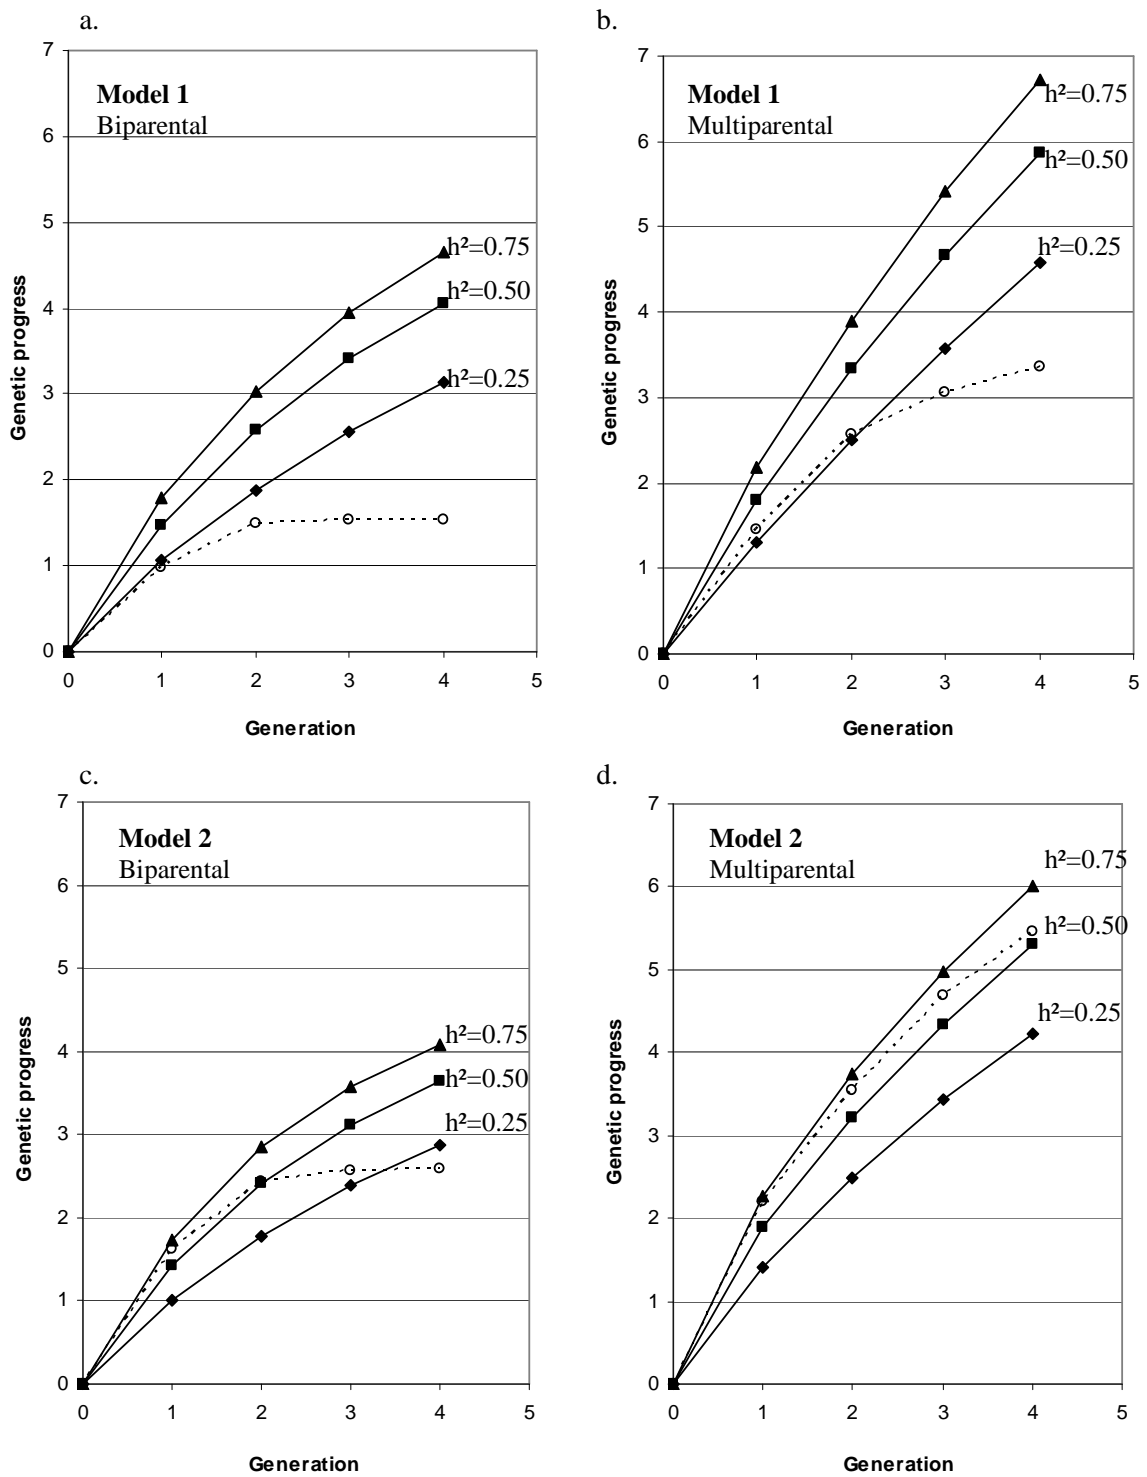 a.
7
6
5
4
3
2
1
0
Genetic progress
Model 1
Biparental
h²=0.75
h²=0.50
h²=0.25
0 1 2 3 4 5
Generation
b.
7
6
5
4
3
2
1
0
Genetic progress
Model 1
Multiparental
h²=0.75
h²=0.50
h²=0.25
0 1 2 3 4 5
Generation
c.
7
6
5
4
3
2
1
0
Genetic progress
Model 2
Biparental
h²=0.75
h²=0.50
h²=0.25
0 1 2 3 4 5
Generation
d.
7
6
5
4
3
2
1
0
Genetic progress
Model 2
Multiparental
h²=0.75
h²=0.50
h²=0.25
0 1 2 3 4 5
Generation